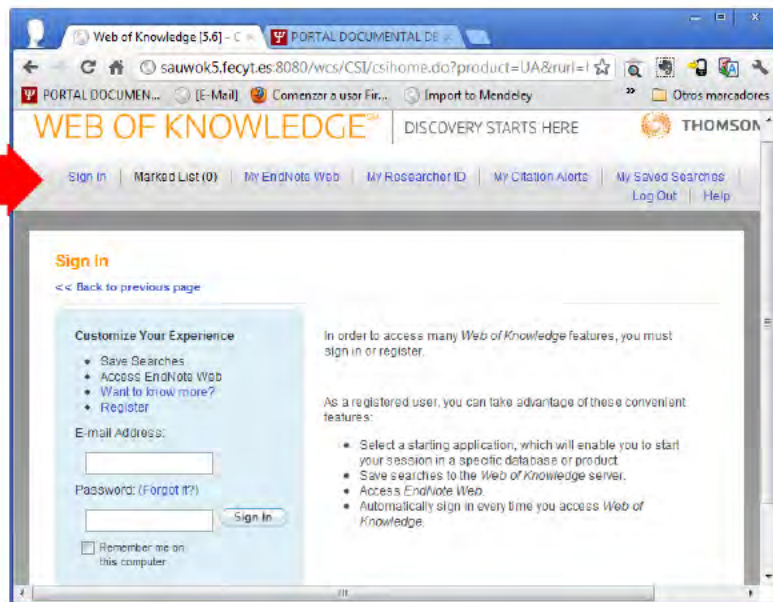 Web of Knowledge [5.6] - C
PORTAL DOCUMENTAL DE
sauwok5.fecyt.es:8080/wcs/CSI/csihome.do?product=UA&rurl=
PORTAL DOCUMEN... [E-Mail] Comenzar a usar Fir... Import to Mendeley » Otros marcadores
WEB OF KNOWLEDGE℠ DISCOVERY STARTS HERE THOMSON
Sign In | Marked List (0) | My EndNote Web | My Researcher ID | My Citation Alerts | My Saved Searches
Log Out | Help
Sign In
<< Back to previous page
Customize Your Experience
• Save Searches
• Access EndNote Web
• Want to know more?
• Register
E-mail Address:
Password: (Forgot it?)
Sign In
Remember me on
this computer
In order to access many Web of Knowledge features, you must
sign in or register.
As a registered user, you can take advantage of these convenient
features:
• Select a starting application, which will enable you to start
your session in a specific database or product.
• Save searches to the Web of Knowledge server.
• Access EndNote Web.
• Automatically sign in every time you access Web of
Knowledge.